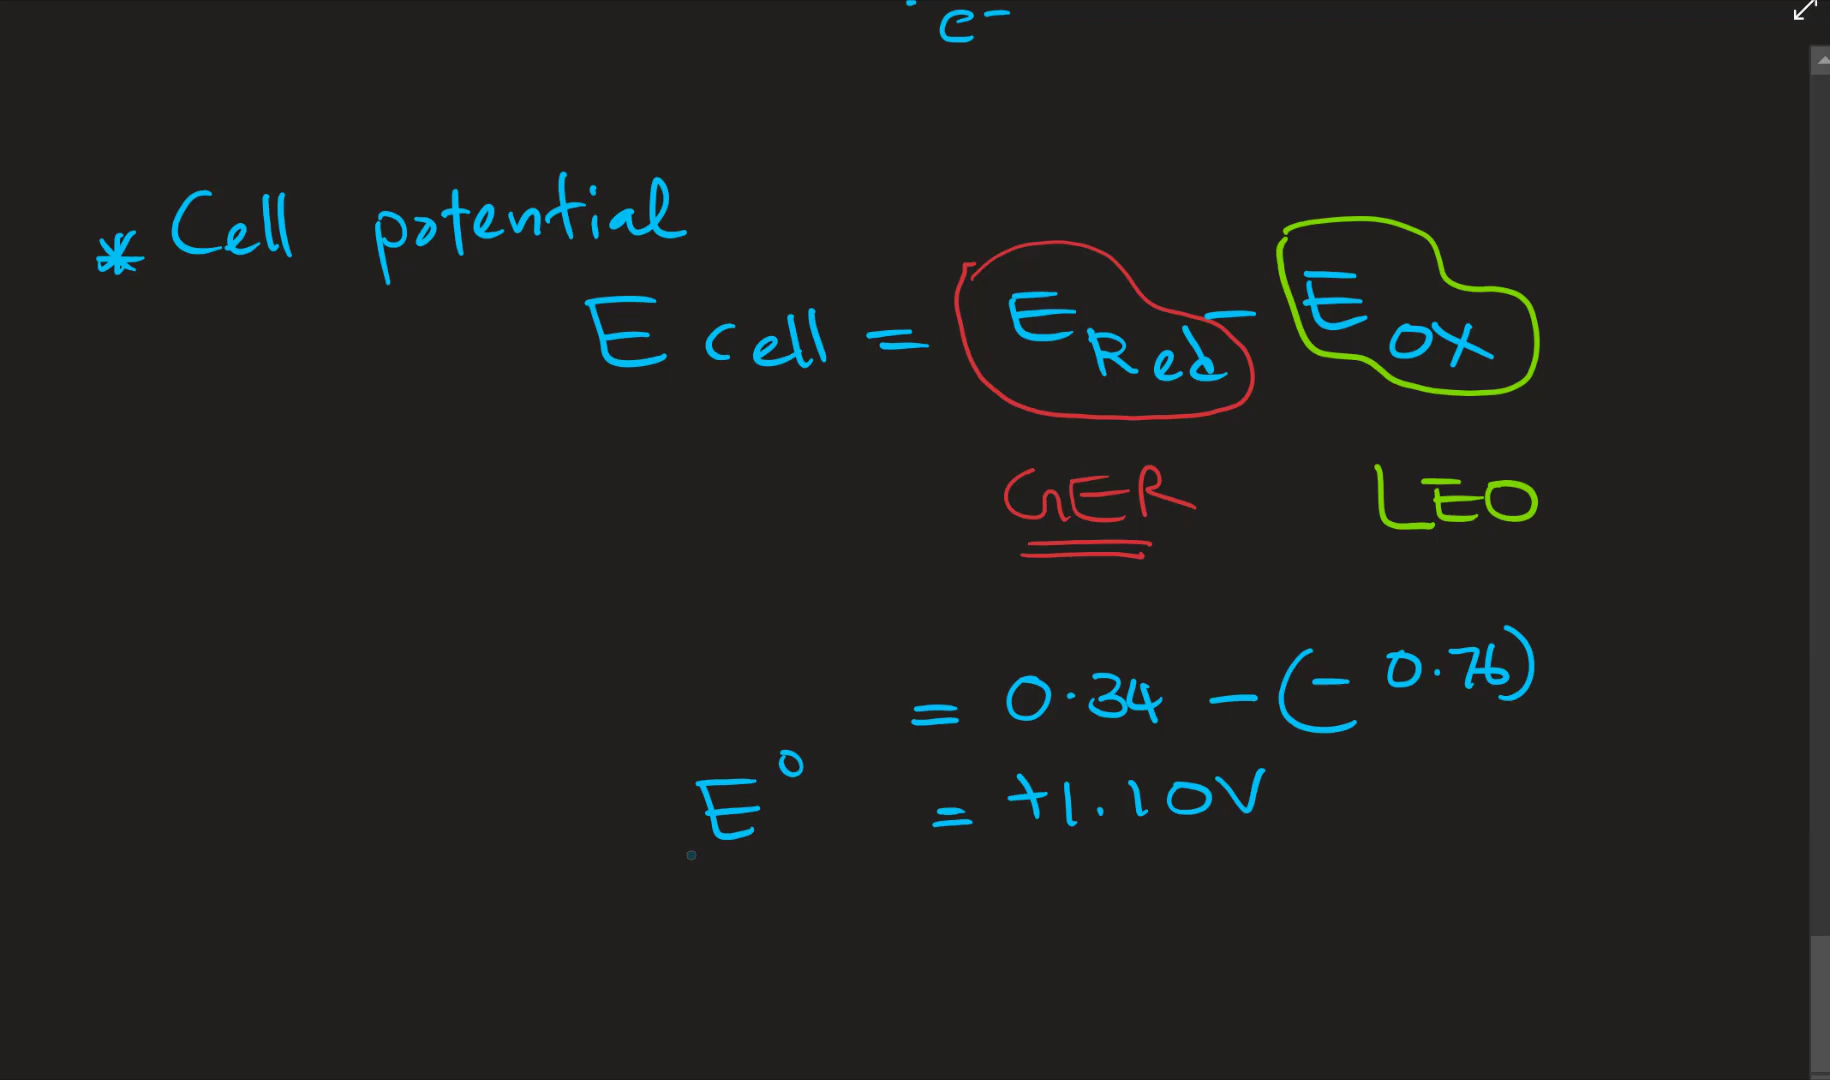 e-
* Cell potential
E cell = E Red - E ox
GER LEO
= 0.34 - (- 0.76)
E° = +1.10V